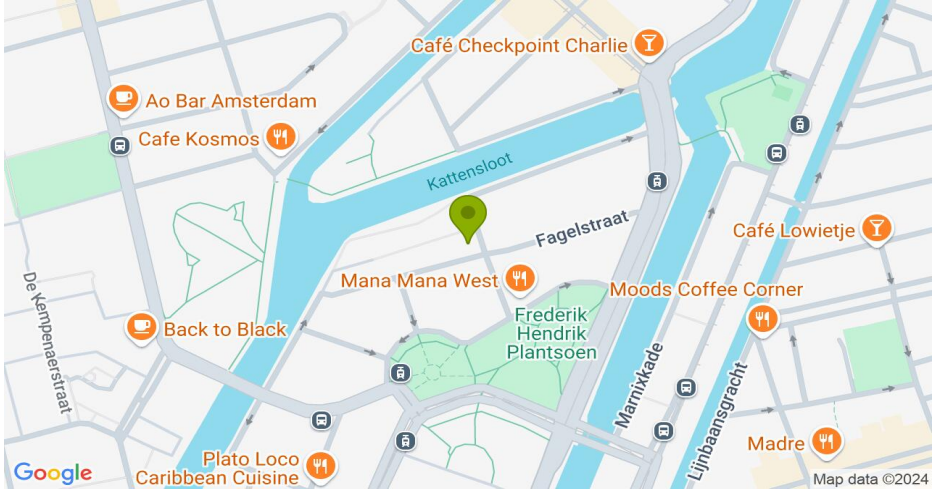 Café Checkpoint Charlie
Ao Bar Amsterdam
Cafe Kosmos
Kattensloot
Fagelstraat
Café Lowietje
Mana Mana West
Moods Coffee Corner
De Kempenaerstraat
Back to Black
Frederik
Hendrik
Plantsoen
Marnixkade
Lijnbaansgracht
Madre
Plato Loco
Caribbean Cuisine
Google
Map data ©2024